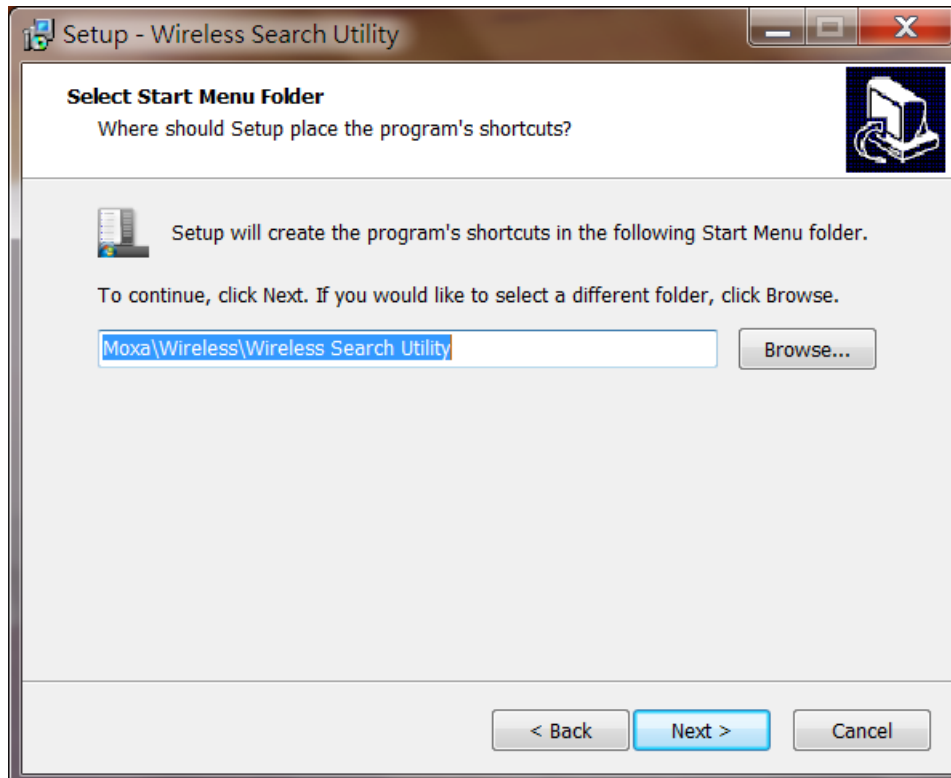 Setup - Wireless Search Utility
Select Start Menu Folder
Where should Setup place the program's shortcuts?
Setup will create the program's shortcuts in the following Start Menu folder.
To continue, click Next. If you would like to select a different folder, click Browse.
Moxa\Wireless\Wireless Search Utility
Browse...
< Back
Next >
Cancel